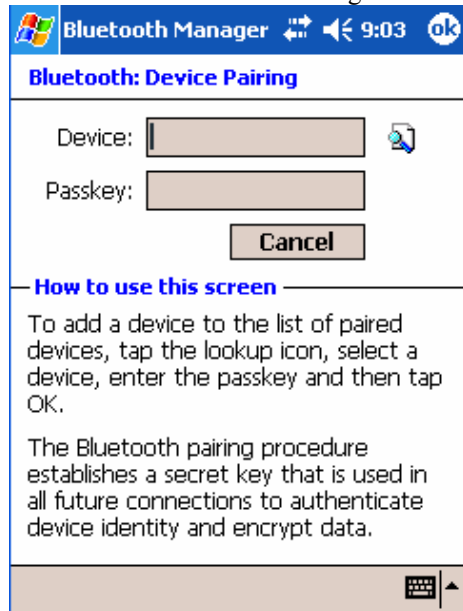 Bluetooth Manager 9:03 ok
Bluetooth: Device Pairing
Device:
Passkey:
Cancel
How to use this screen
To add a device to the list of paired
devices, tap the lookup icon, select a
device, enter the passkey and then tap
OK.
The Bluetooth pairing procedure
establishes a secret key that is used in
all future connections to authenticate
device identity and encrypt data.